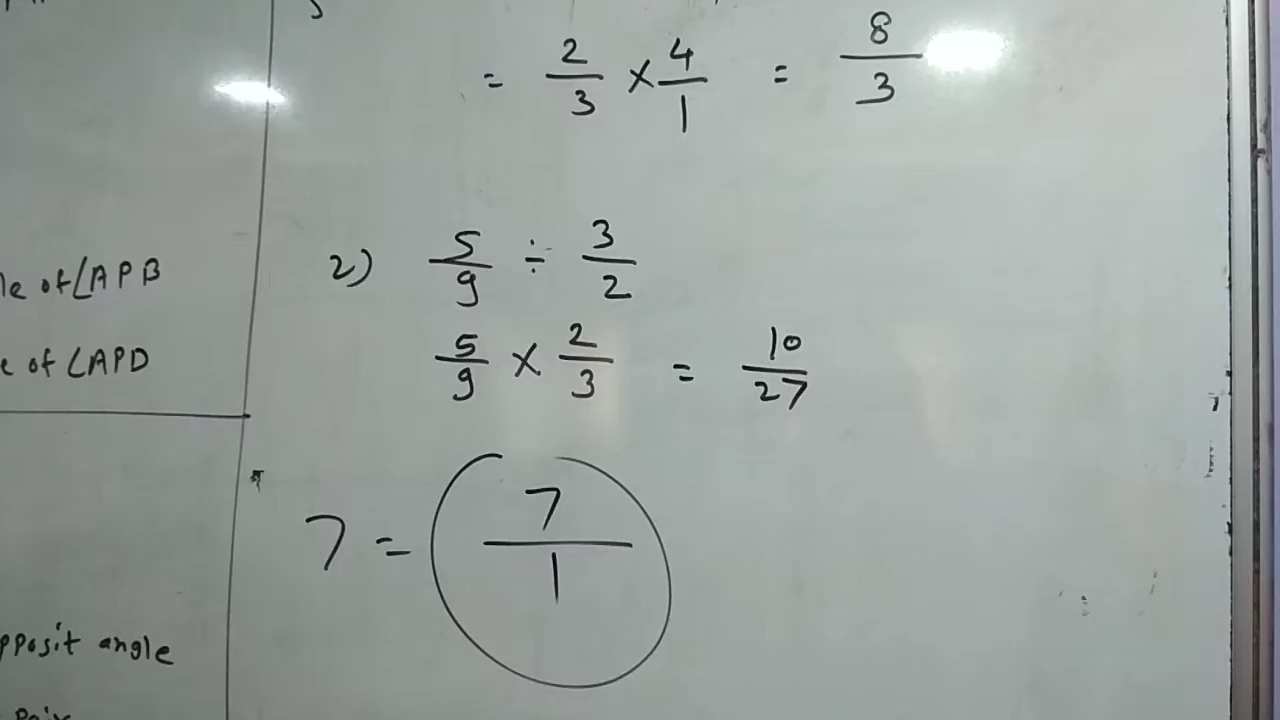 le of ∠APB
e of ∠APD
pposit angle
= 2/3 × 4/1 = 8/3
2) 5/9 ÷ 3/2
5/9 × 2/3 = 10/27
7 = 7/1